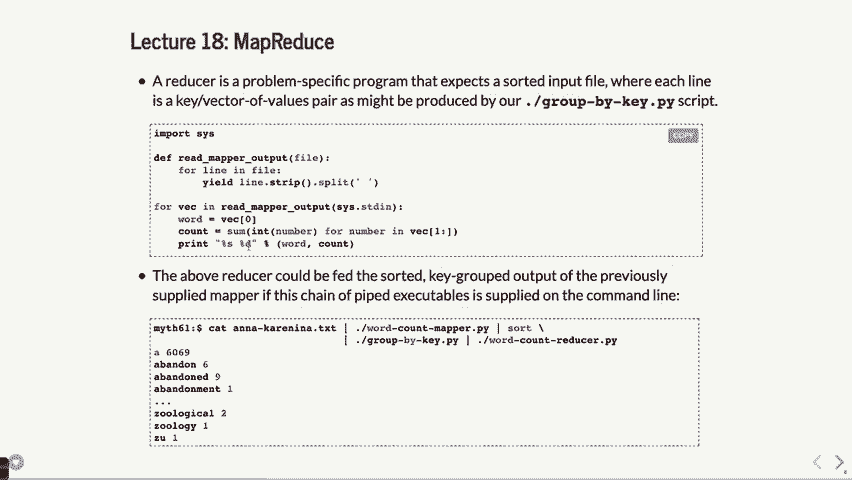 Lecture 18: MapReduce
• A reducer is a problem-specific program that expects a sorted input file, where each line
is a key/vector-of-values pair as might be produced by our ./group-by-key.py script.
import sys
def read_mapper_output(file):
for line in file:
yield line.strip().split(' ')
for vec in read_mapper_output(sys.stdin):
word = vec[0]
count = sum(int(number) for number in vec[1:])
print "%s %d" % (word, count)
• The above reducer could be fed the sorted, key-grouped output of the previously
supplied mapper if this chain of piped executables is supplied on the command line:
myth61:$ cat anna-karenina.txt | ./word-count-mapper.py | sort \
| ./group-by-key.py | ./word-count-reducer.py
a 6069
abandon 6
abandoned 9
abandonment 1
...
zoological 2
zoology 1
zu 1